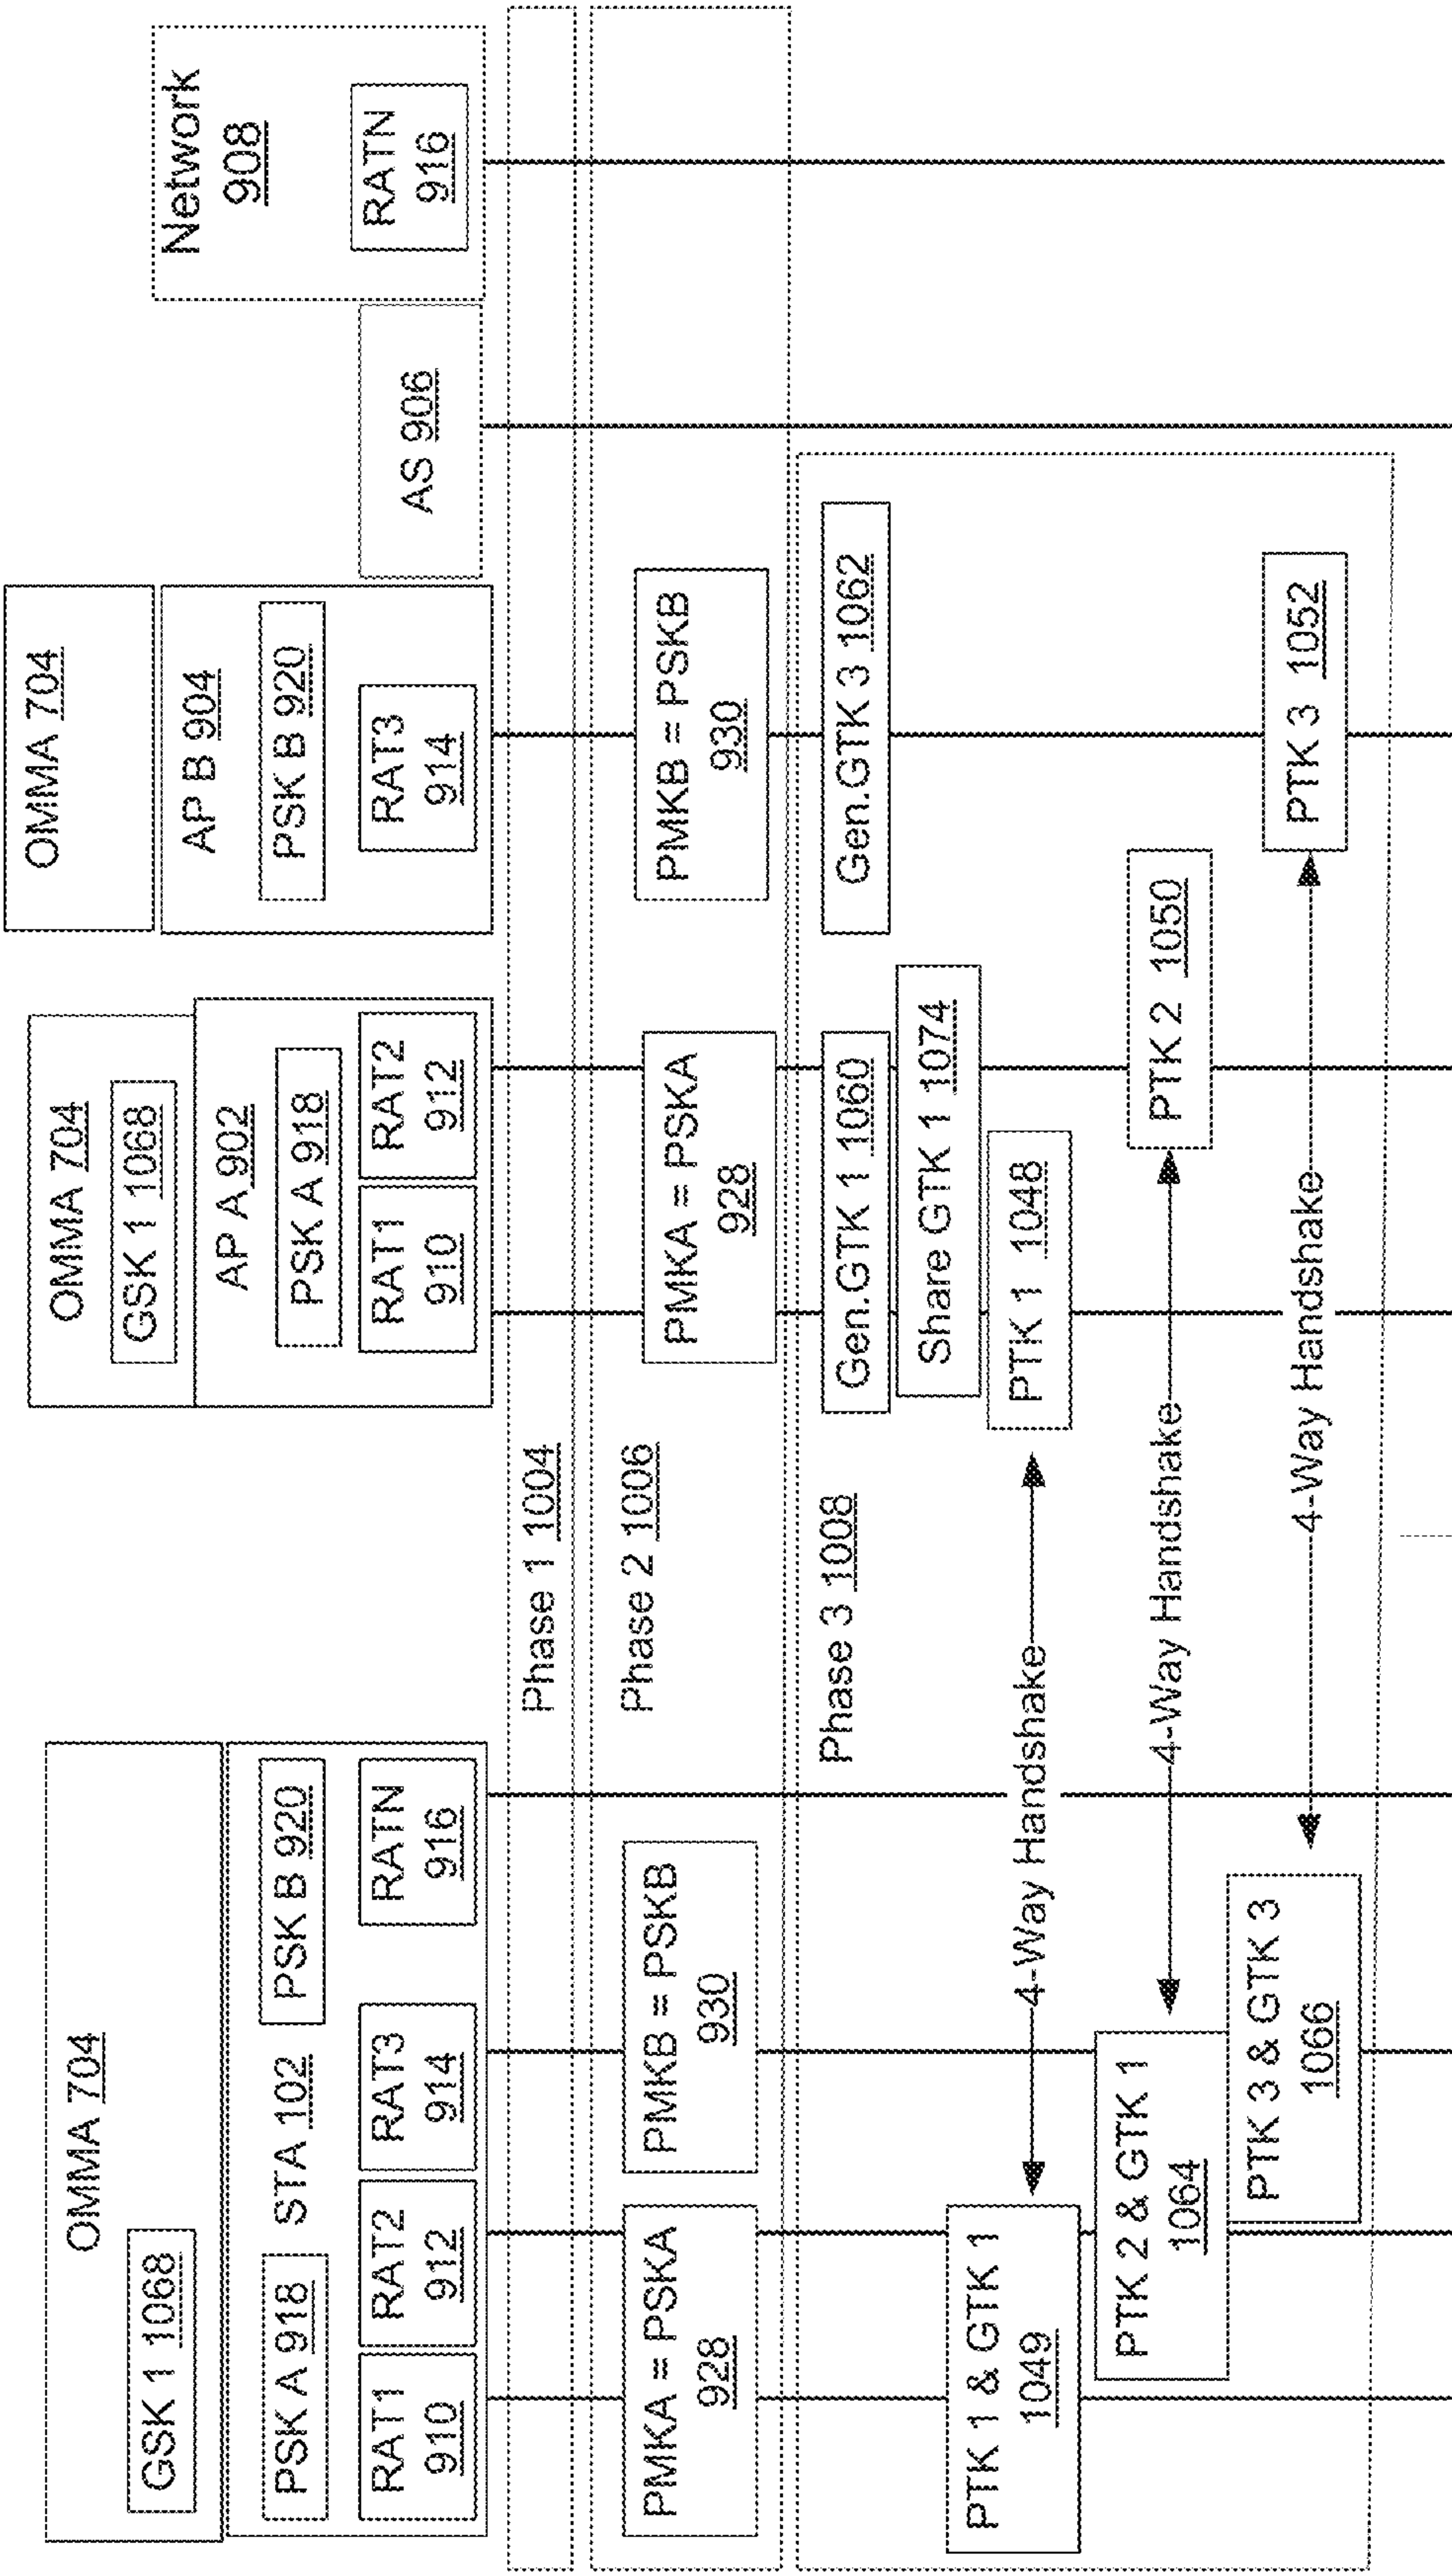 OMMA 704
GSK 1 1068
PSK A 918
STA 102
PSK B 920
RAT1
910
RAT2
912
RAT3
914
RATN
916
OMMA 704
GSK 1 1068
AP A 902
PSK A 918
RAT1
910
RAT2
912
OMMA 704
AP B 904
PSK B 920
RAT3
914
AS 906
Network
908
RATN
916
Phase 1 1004
Phase 2 1006
PMKA = PSKA
928
PMKB = PSKB
930
PMKA = PSKA
928
PMKB = PSKB
930
Phase 3 1008
Gen.GTK 1 1060
Gen.GTK 3 1062
Share GTK 1 1074
PTK 1 & GTK 1
1049
4-Way Handshake
PTK 1 1048
PTK 2 & GTK 1
1064
4-Way Handshake
PTK 2 1050
PTK 3 & GTK 3
1066
4-Way Handshake
PTK 3 1052